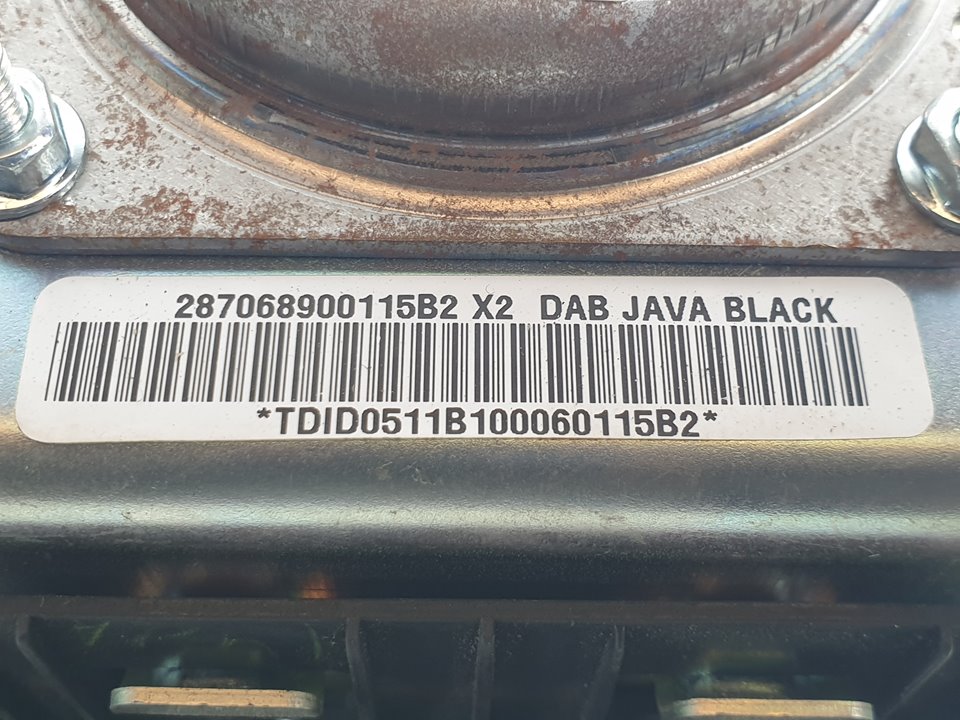 287068900115B2 X2 DAB JAVA BLACK
*TDID0511B100060115B2*